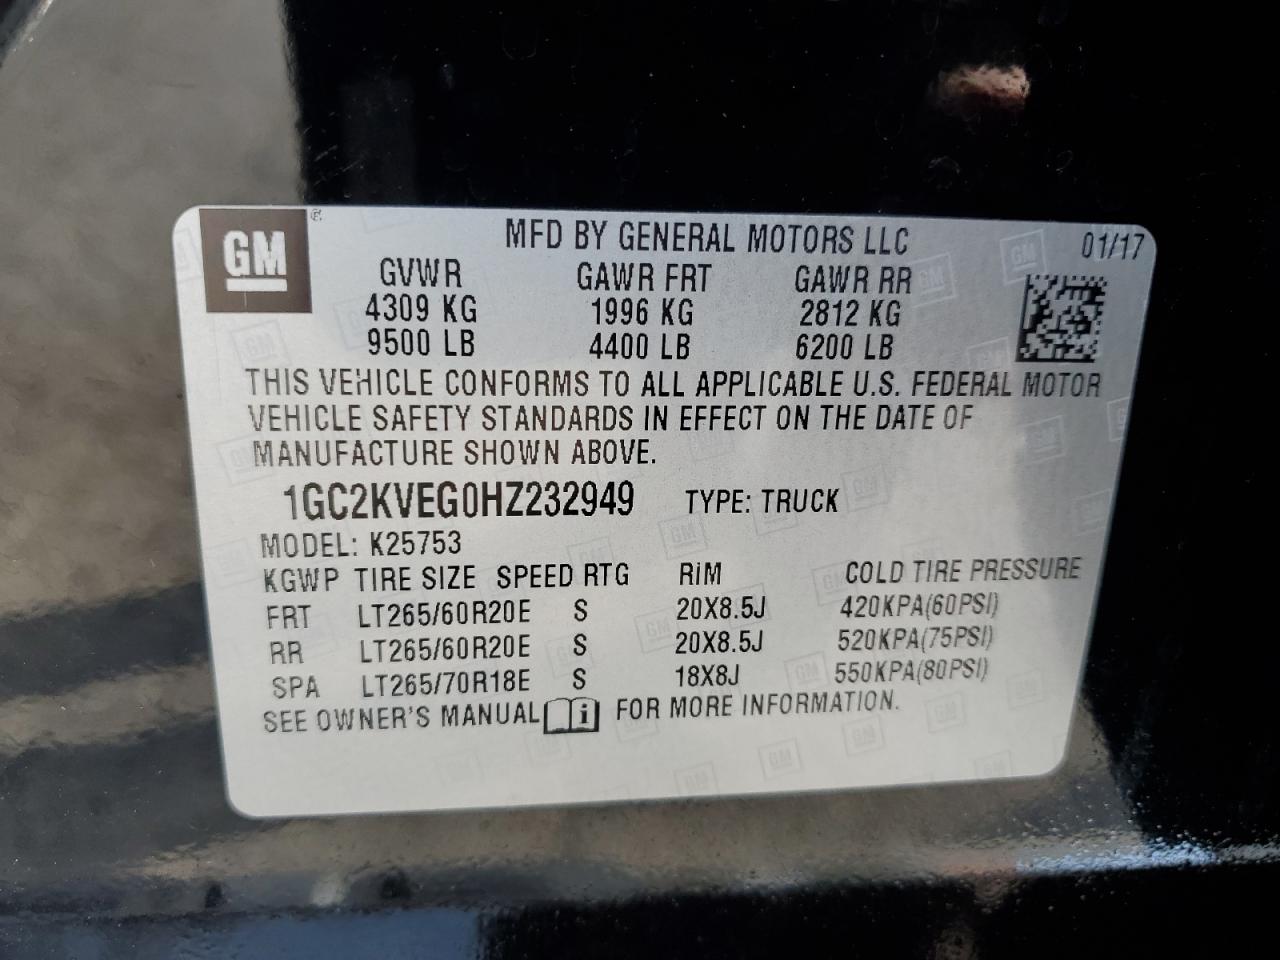 GM
MFD BY GENERAL MOTORS LLC 01/17
GVWR GAWR FRT GAWR RR
4309 KG 1996 KG 2812 KG
9500 LB 4400 LB 6200 LB
THIS VEHICLE CONFORMS TO ALL APPLICABLE U.S. FEDERAL MOTOR
VEHICLE SAFETY STANDARDS IN EFFECT ON THE DATE OF
MANUFACTURE SHOWN ABOVE.
1GC2KVEG0HZ232949 TYPE: TRUCK
MODEL: K25753
KGWP TIRE SIZE SPEED RTG RiM COLD TIRE PRESSURE
FRT LT265/60R20E S 20X8.5J 420KPA(60PSI)
RR LT265/60R20E S 20X8.5J 520KPA(75PSI)
SPA LT265/70R18E S 18X8J 550KPA(80PSI)
SEE OWNER'S MANUAL i FOR MORE INFORMATION.